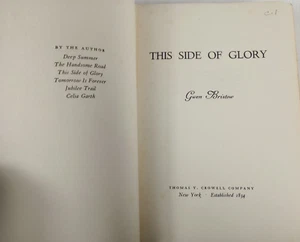 BY THE AUTHOR
Deep Summer
The Handsome Road
This Side of Glory
Tomorrow Is Forever
Jubilee Trail
Celia Garth
THIS SIDE OF GLORY
Gwen Bristow
THOMAS Y. CROWELL COMPANY
New York · Established 1834